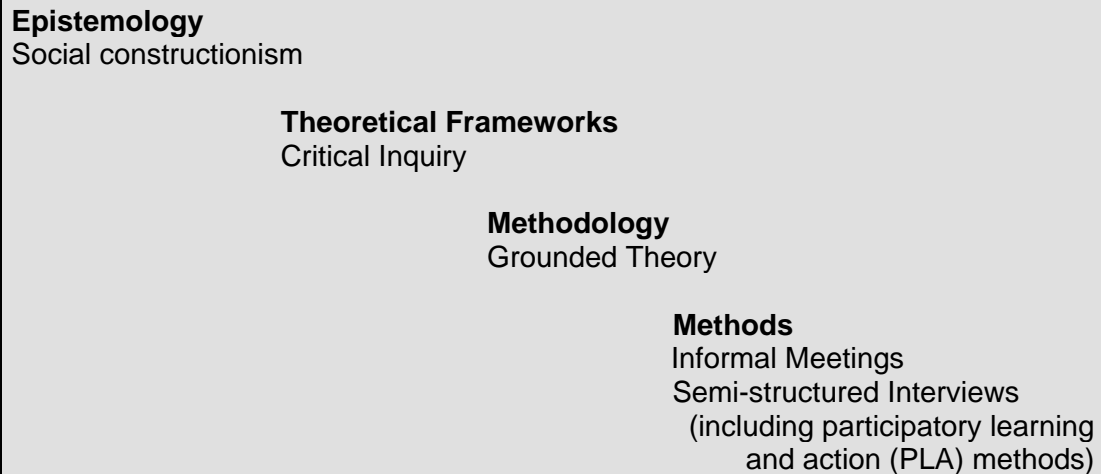 Epistemology
Social constructionism
Theoretical Frameworks
Critical Inquiry
Methodology
Grounded Theory
Methods
Informal Meetings
Semi-structured Interviews
(including participatory learning
and action (PLA) methods)